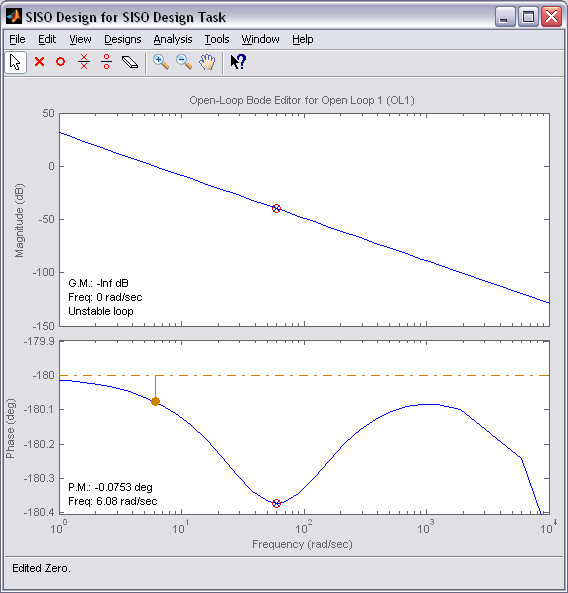 SISO Design for SISO Design Task
File Edit View Designs Analysis Tools Window Help
Open-Loop Bode Editor for Open Loop 1 (OL1)
50
0
-50
-100
-150
Magnitude (dB)
G.M.: -Inf dB
Freq: 0 rad/sec
Unstable loop
-179.9
-180
-180.1
-180.2
-180.3
-180.4
Phase (deg)
P.M.: -0.0753 deg
Freq: 6.08 rad/sec
10^0 10^1 10^2 10^3 10^4
Frequency (rad/sec)
Edited Zero.